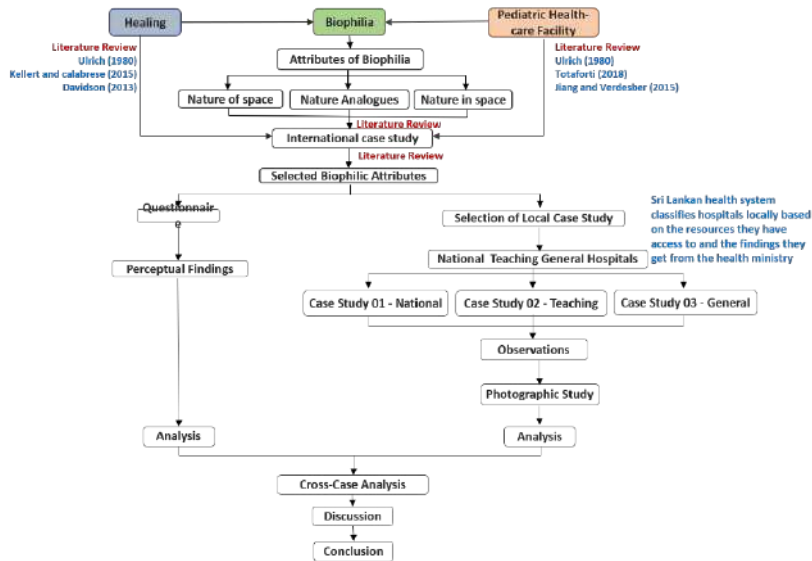 Healing
Biophilia
Pediatric Health-
care Facility
Literature Review
Ulrich (1980)
Kellert and calabrese (2015)
Davidson (2013)
Literature Review
Ulrich (1980)
Totaforti (2018)
Jiang and Verdesber (2015)
Attributes of Biophilia
Nature of space
Nature Analogues
Nature in space
Literature Review
International case study
Literature Review
Selected Biophilic Attributes
Questionnair
e
Perceptual Findings
Analysis
Selection of Local Case Study
Sri Lankan health system
classifies hospitals locally based
on the resources they have
access to and the findings they
get from the health ministry
National Teaching General Hospitals
Case Study 01 - National
Case Study 02 - Teaching
Case Study 03 - General
Observations
Photographic Study
Analysis
Cross-Case Analysis
Discussion
Conclusion